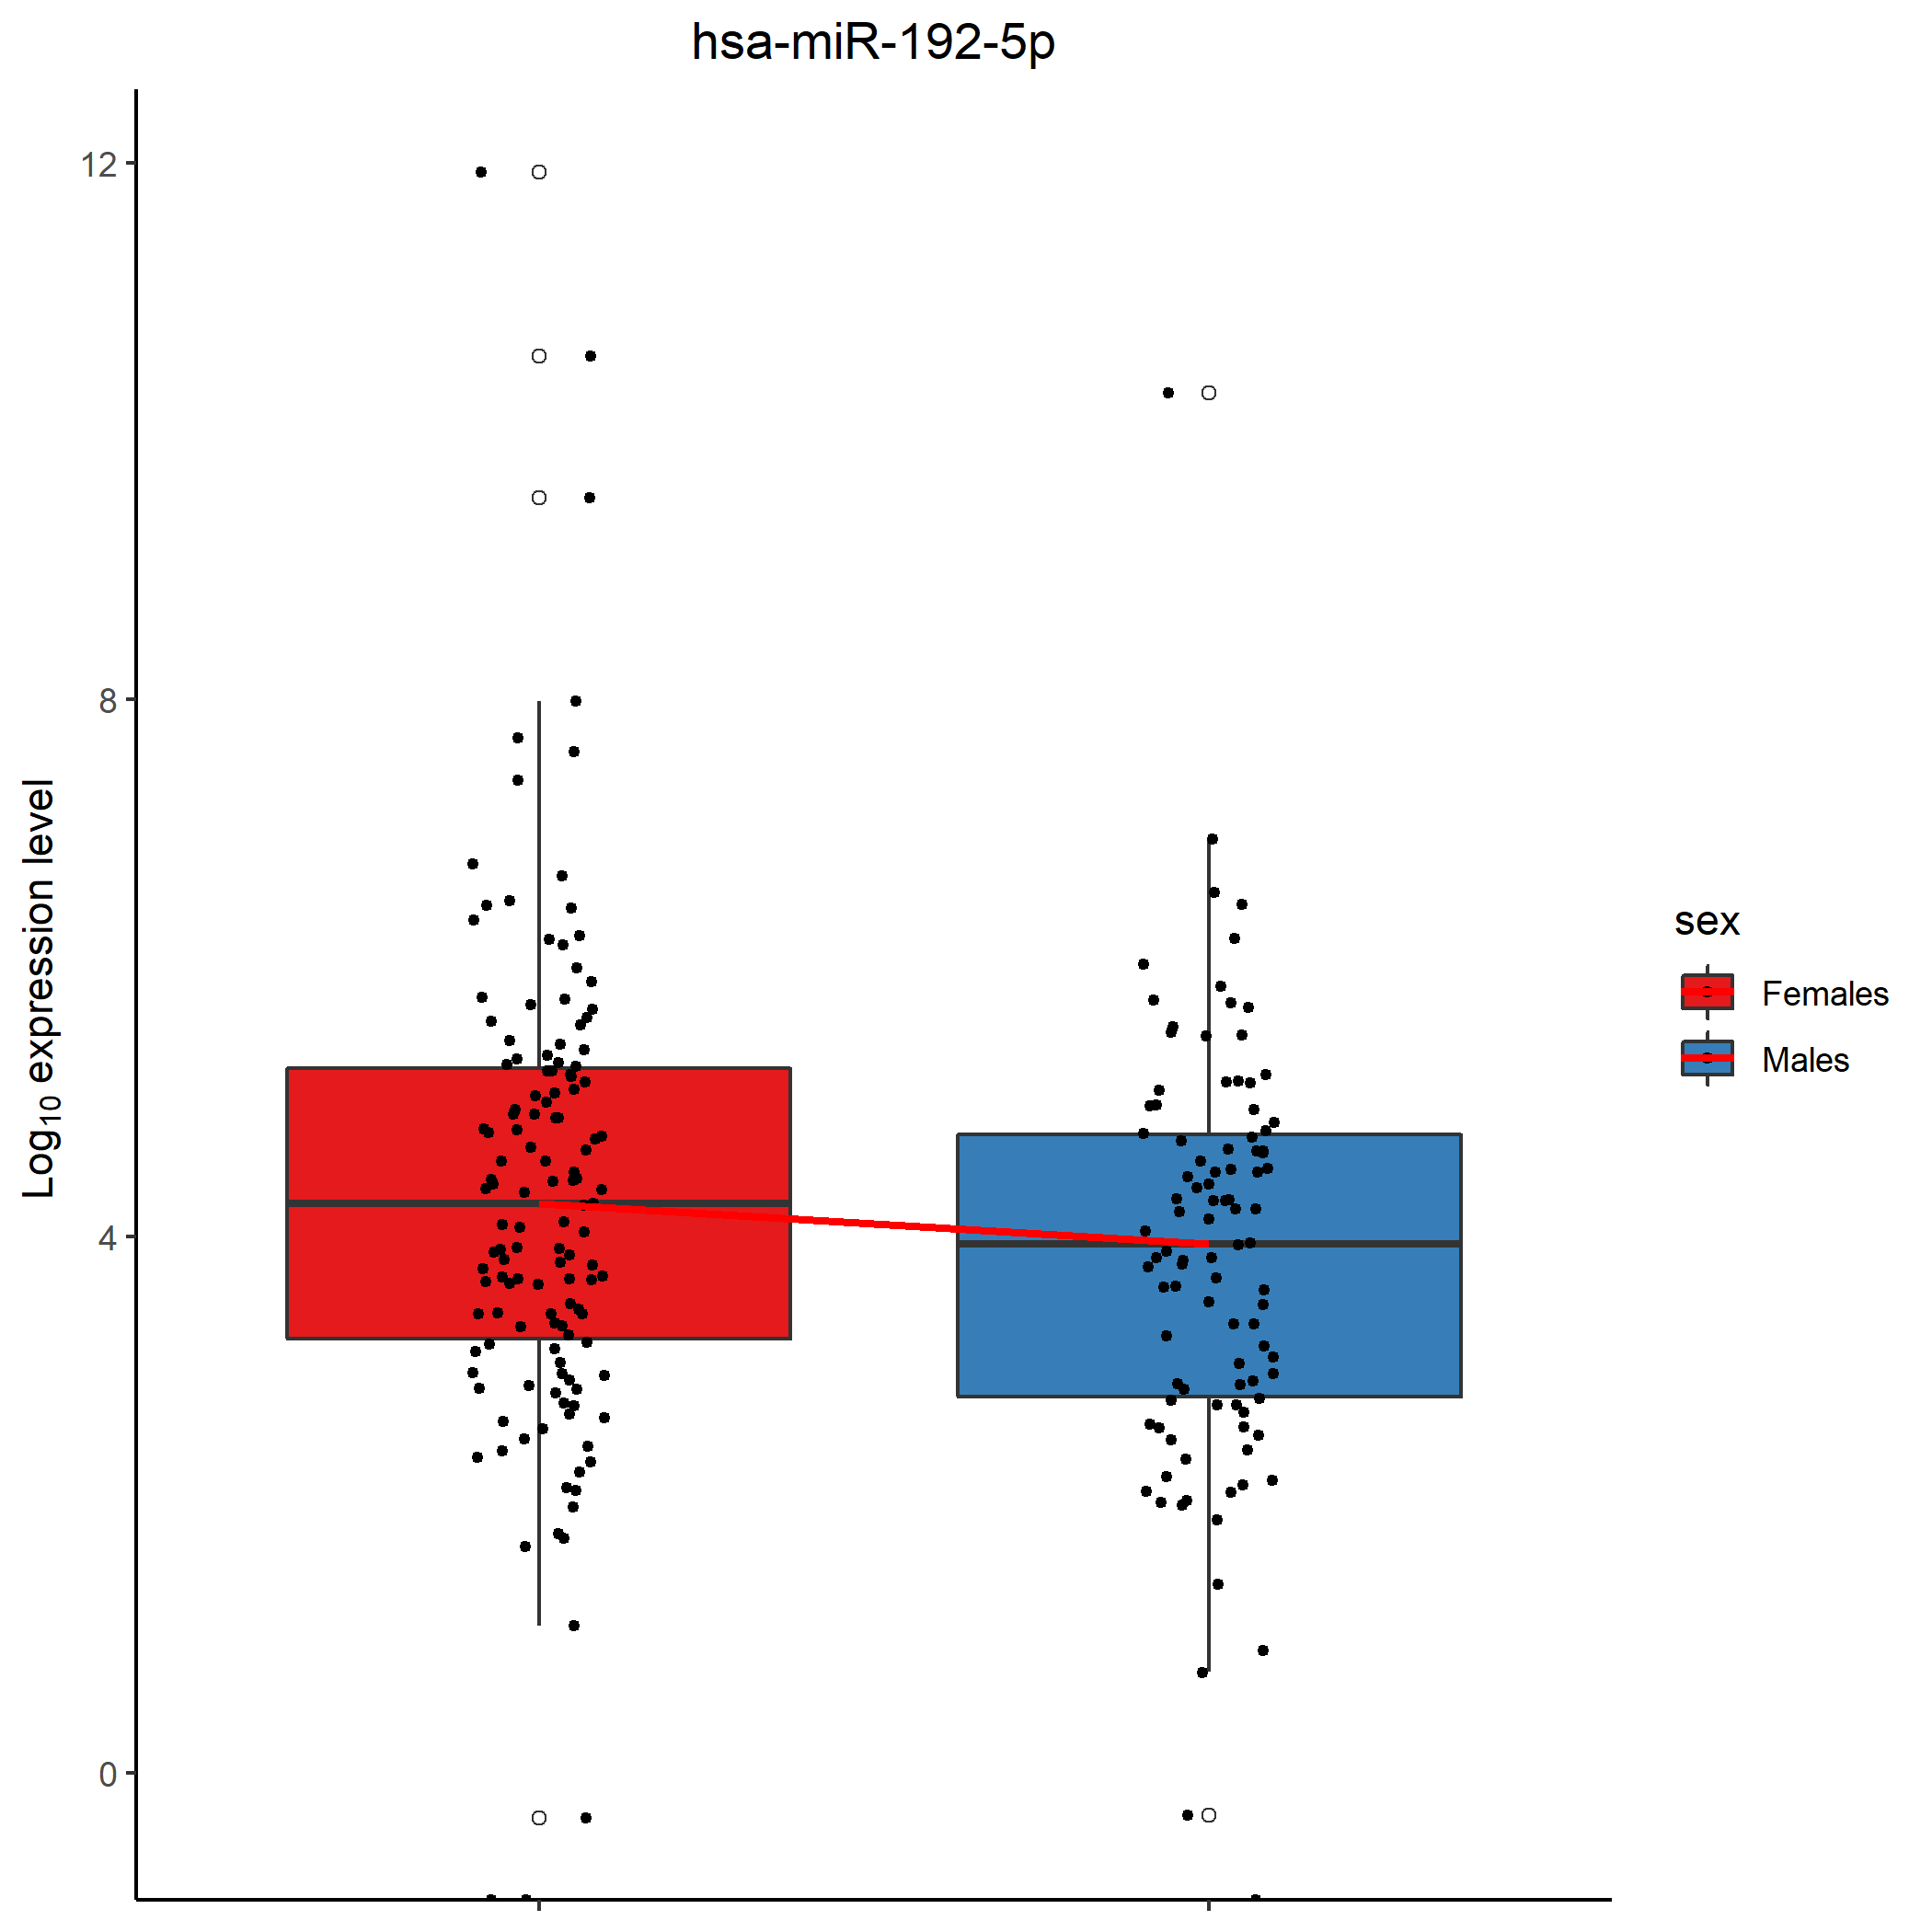 hsa-miR-192-5p
12
8
4
0
Log₁₀ expression level
sex
Females
Males